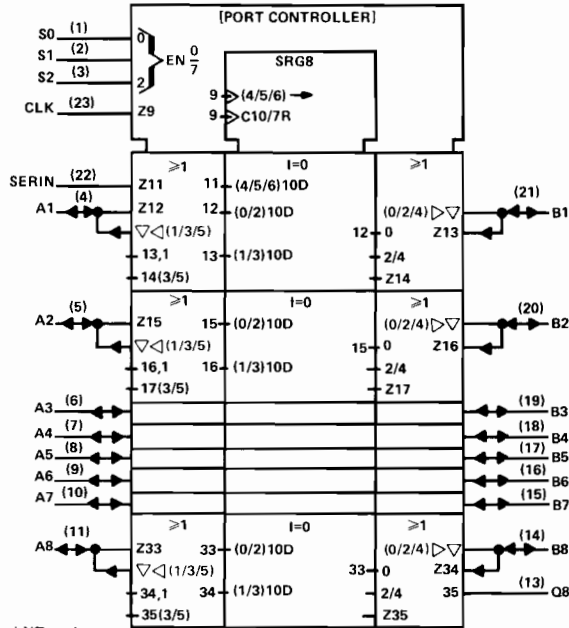 [PORT CONTROLLER]
S0 (1) 0
S1 (2) EN 0/7
S2 (3) 2
CLK (23) Z9
SRG8
9 (4/5/6)
9 C10/7R
≥1 I=0 ≥1
SERIN (22) Z11 11 (4/5/6)10D
A1 (4) Z12 12 (0/2)10D (0/2/4) ▷▽ (21) B1
▽◁ (1/3/5) 12 0 Z13
13,1 13 (1/3)10D 2/4
14(3/5) Z14
≥1 I=0 ≥1
A2 (5) Z15 15 (0/2)10D (0/2/4) ▷▽ (20) B2
▽◁ (1/3/5) 15 0 Z16
16,1 16 (1/3)10D 2/4
17(3/5) Z17
A3 (6) (19) B3
A4 (7) (18) B4
A5 (8) (17) B5
A6 (9) (16) B6
A7 (10) (15) B7
≥1 I=0 ≥1
A8 (11) Z33 33 (0/2)10D (0/2/4) ▷▽ (14) B8
▽◁ (1/3/5) 33 0 Z34
34,1 34 (1/3)10D 2/4 35 (13) Q8
35(3/5) Z35